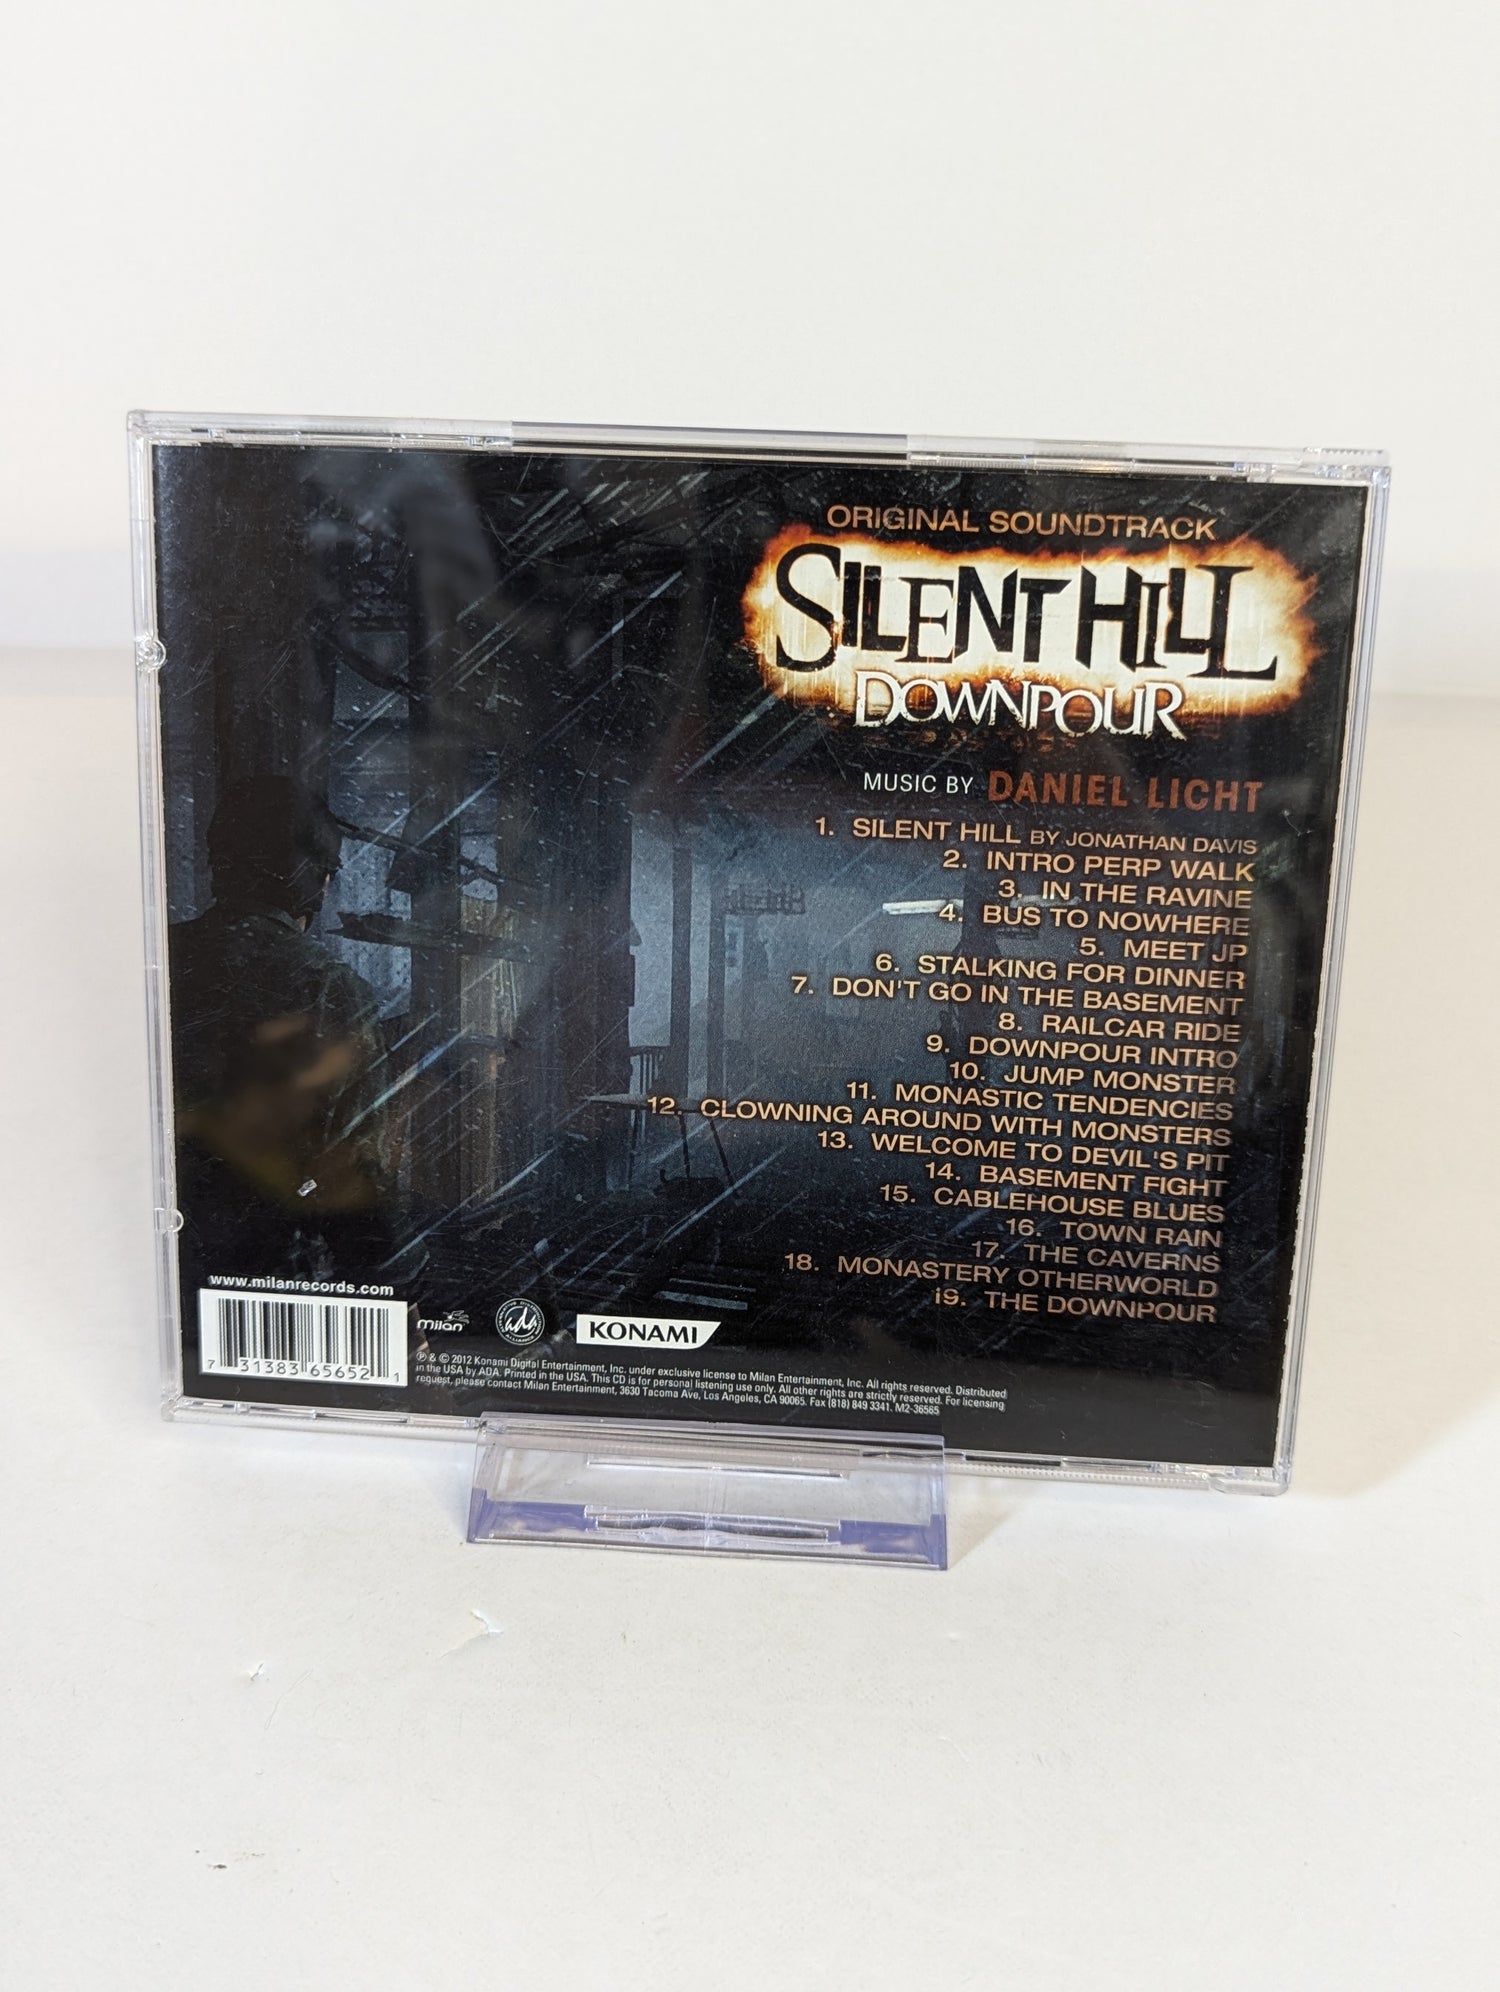 ORIGINAL SOUNDTRACK
SILENT HILL
DOWNPOUR
MUSIC BY DANIEL LICHT
1. SILENT HILL BY JONATHAN DAVIS
2. INTRO PERP WALK
3. IN THE RAVINE
4. BUS TO NOWHERE
5. MEET JP
6. STALKING FOR DINNER
7. DON'T GO IN THE BASEMENT
8. RAILCAR RIDE
9. DOWNPOUR INTRO
10. JUMP MONSTER
11. MONASTIC TENDENCIES
12. CLOWNING AROUND WITH MONSTERS
13. WELCOME TO DEVIL'S PIT
14. BASEMENT FIGHT
15. CABLEHOUSE BLUES
16. TOWN RAIN
17. THE CAVERNS
18. MONASTERY OTHERWORLD
19. THE DOWNPOUR
www.milanrecords.com
7 31383 65652 1
milan
ada
ALTERNATIVE DISTRIBUTION ALLIANCE
KONAMI
℗ & © 2012 Konami Digital Entertainment, Inc. under exclusive license to Milan Entertainment, Inc. All rights reserved. Distributed
in the USA by ADA. Printed in the USA. This CD is for personal listening use only. All other rights are strictly reserved. For licensing
request, please contact Milan Entertainment, 3630 Tacoma Ave, Los Angeles, CA 90065. Fax (818) 849 3341. M2-36565